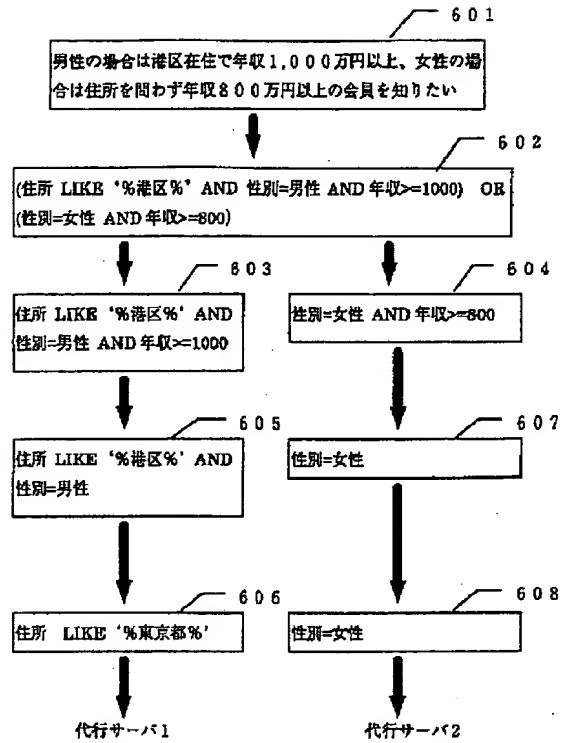 601
男性の場合は港区在住で年収1,000万円以上、女性の場
合は住所を問わず年収800万円以上の会員を知りたい
602
(住所 LIKE '%港区%' AND 性別=男性 AND 年収>=1000) OR
(性別=女性 AND 年収>=800)
603
住所 LIKE '%港区%' AND
性別=男性 AND 年収>=1000
604
性別=女性 AND 年収>=800
605
住所 LIKE '%港区%' AND
性別=男性
607
性別=女性
606
住所 LIKE '%東京都%'
608
性別=女性
代行サーバ1
代行サーバ2